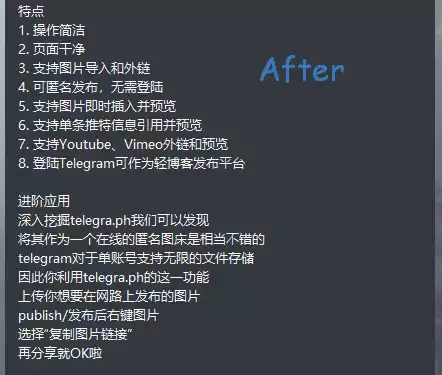 特点
After
1. 操作简洁
2. 页面干净
3. 支持图片导入和外链
4. 可匿名发布，无需登陆
5. 支持图片即时插入并预览
6. 支持单条推特信息引用并预览
7. 支持Youtube、Vimeo外链和预览
8. 登陆Telegram可作为轻博客发布平台
进阶应用
深入挖掘telegra.ph我们可以发现
将其作为一个在线的匿名图床是相当不错的
telegram对于单账号支持无限的文件存储
因此你利用telegra.ph的这一功能
上传你想要在网路上发布的图片
publish/发布后右键图片
选择"复制图片链接"
再分享就OK啦